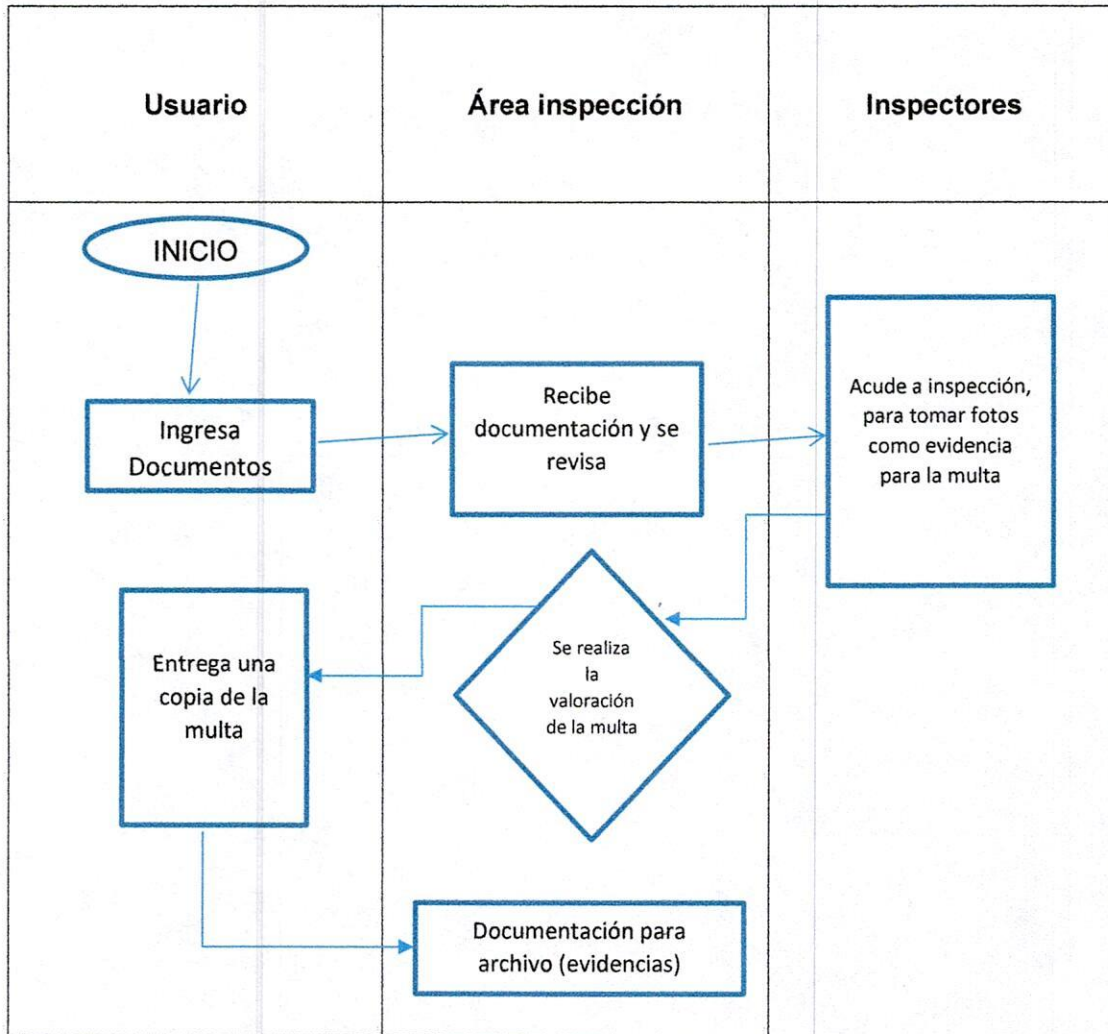 Usuario
Área inspección
Inspectores
INICIO
Ingresa
Documentos
Recibe
documentación y se
revisa
Acude a inspección,
para tomar fotos
como evidencia
para la multa
Se realiza
la
valoración
de la multa
Entrega una
copia de la
multa
Documentación para
archivo (evidencias)